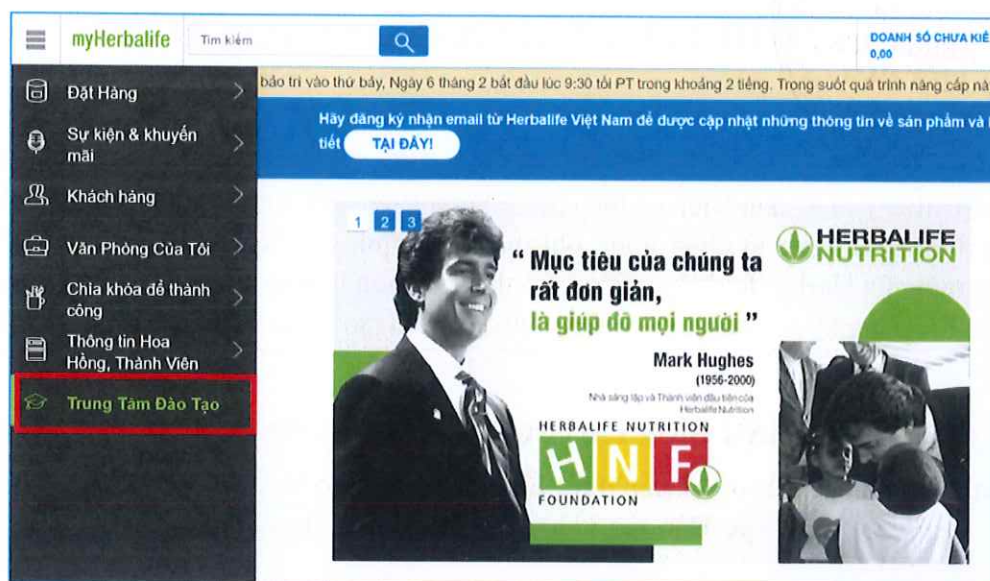 myHerbalife
Tìm kiếm
DOANH SỐ CHƯA KIỂ
0,00
Đặt Hàng
Sự kiện & khuyến
mãi
Khách hàng
Văn Phòng Của Tôi
Chìa khóa để thành
công
Thông tin Hoa
Hồng, Thành Viên
Trung Tâm Đào Tạo
bảo trì vào thứ bảy, Ngày 6 tháng 2 bắt đầu lúc 9:30 tối PT trong khoảng 2 tiếng. Trong suốt quá trình nâng cấp nà
Hãy đăng ký nhận email từ Herbalife Việt Nam để được cập nhật những thông tin về sản phẩm và
tiết TẠI ĐÂY!
1 2 3
HERBALIFE
NUTRITION
“ Mục tiêu của chúng ta
rất đơn giản,
là giúp đỡ mọi người ”
Mark Hughes
(1956-2000)
Nhà sáng lập và Thành viên đầu tiên của
Herbalife Nutrition
HERBALIFE NUTRITION
HNF
FOUNDATION